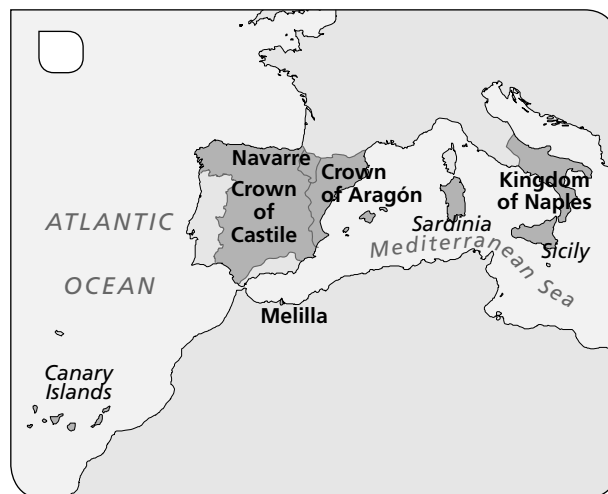 Navarre
Crown
of
Castile
Crown
of Aragón
Kingdom
of Naples
Sardinia
Sicily
Mediterranean Sea
ATLANTIC
OCEAN
Melilla
Canary
Islands